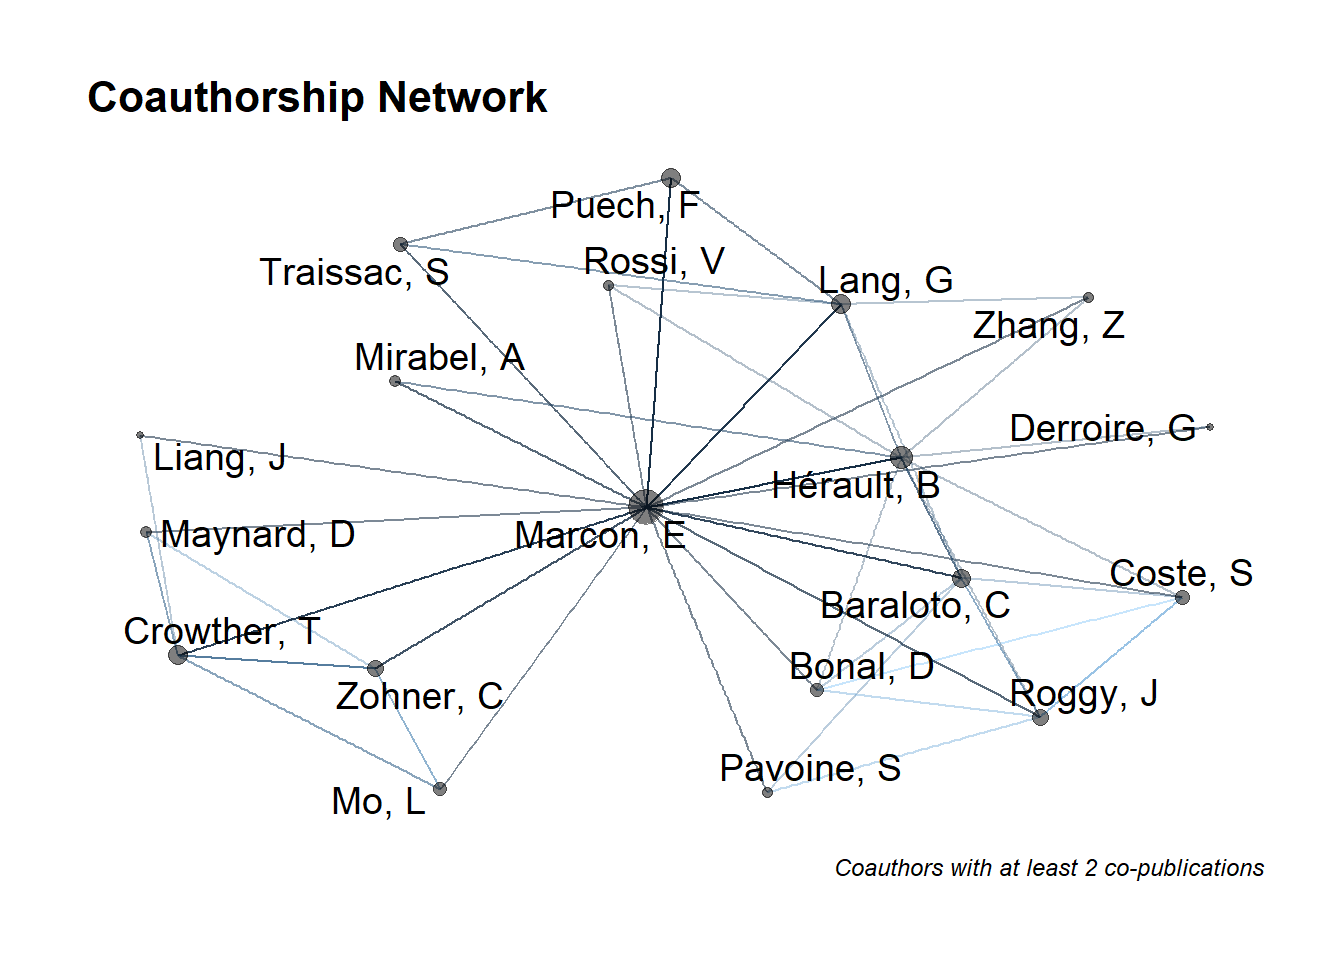 Coauthorship Network
Puech, F
Rossi, V
Traissac, S
Lang, G
Zhang, Z
Mirabel, A
Derroire, G
Liang, J
Hérault, B
Maynard, D
Marcon, E
Coste, S
Baraloto, C
Crowther, T
Bonal, D
Zohner, C
Roggy, J
Pavoine, S
Mo, L
Coauthors with at least 2 co-publications